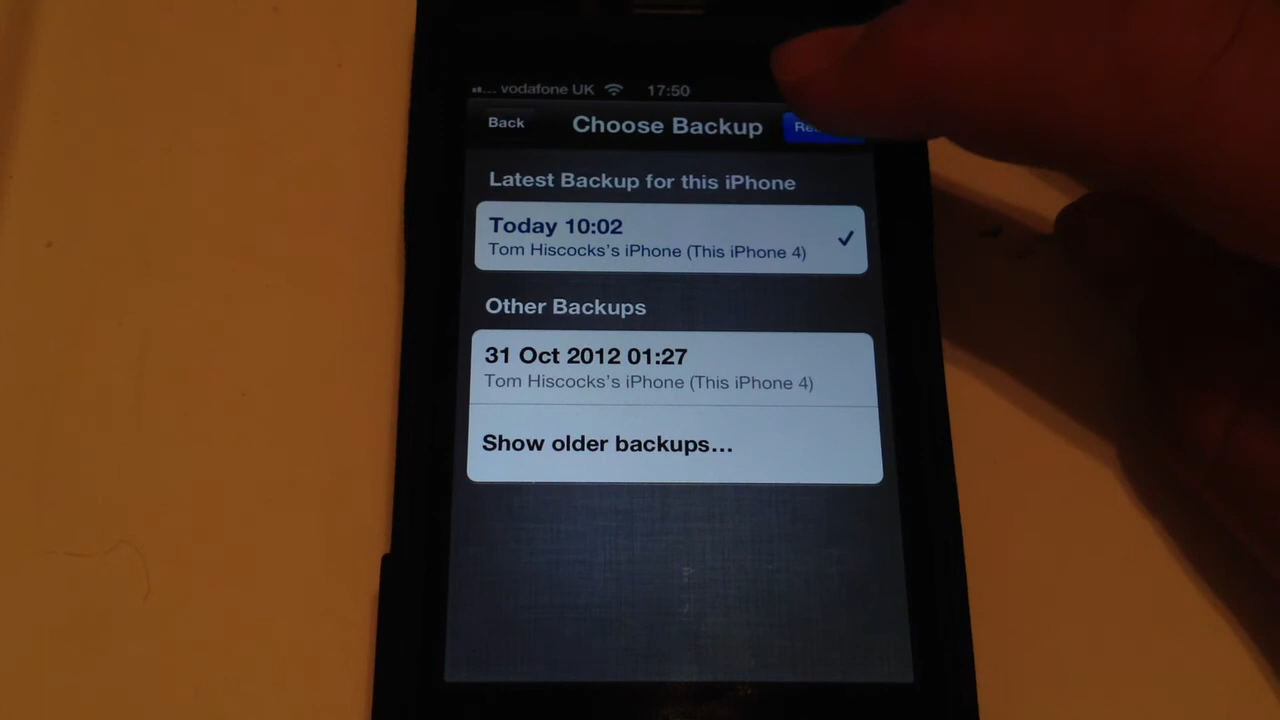 vodafone UK 17:50
Back Choose Backup
Latest Backup for this iPhone
Today 10:02
Tom Hiscocks's iPhone (This iPhone 4)
Other Backups
31 Oct 2012 01:27
Tom Hiscocks's iPhone (This iPhone 4)
Show older backups...